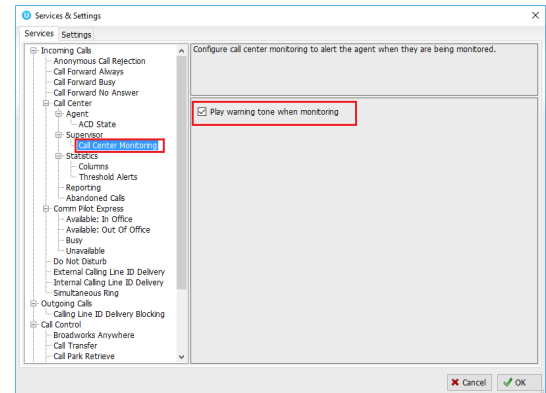 Services & Settings
Services Settings
Configure call center monitoring to alert the agent when they are being monitored.
Incoming Calls
Anonymous Call Rejection
Call Forward Always
Call Forward Busy
Call Forward No Answer
Call Center
Agent
ACD State
Supervisor
Call Center Monitoring
Statistics
Columns
Threshold Alerts
Reporting
Abandoned Calls
Comm Pilot Express
Available: In Office
Available: Out Of Office
Busy
Unavailable
Do Not Disturb
External Calling Line ID Delivery
Internal Calling Line ID Delivery
Simultaneous Ring
Outgoing Calls
Calling Line ID Delivery Blocking
Call Control
Broadworks Anywhere
Call Transfer
Call Park Retrieve
Play warning tone when monitoring
Cancel OK